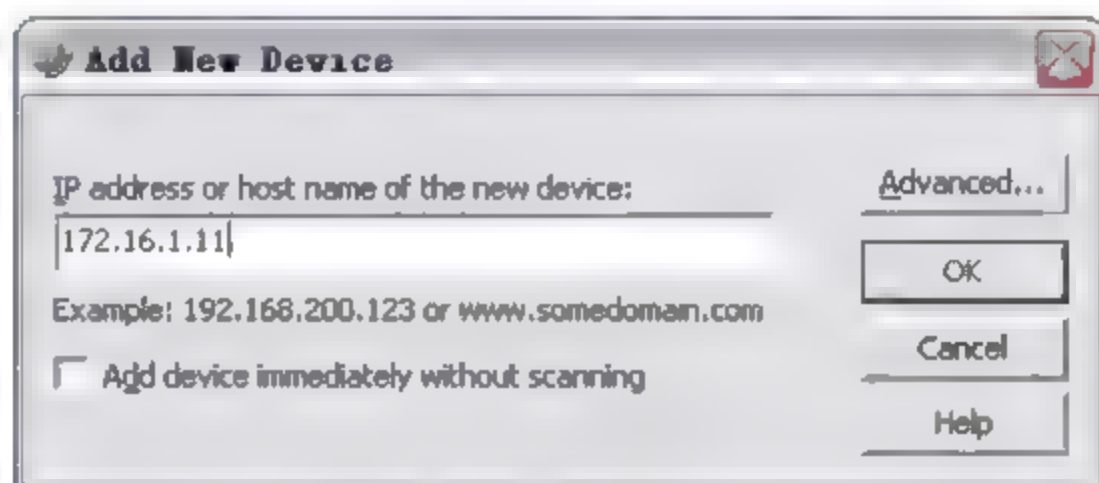 Add New Device
IP address or host name of the new device:
172.16.1.11
Example: 192.168.200.123 or www.somedomain.com
Add device immediately without scanning
Advanced...
OK
Cancel
Help